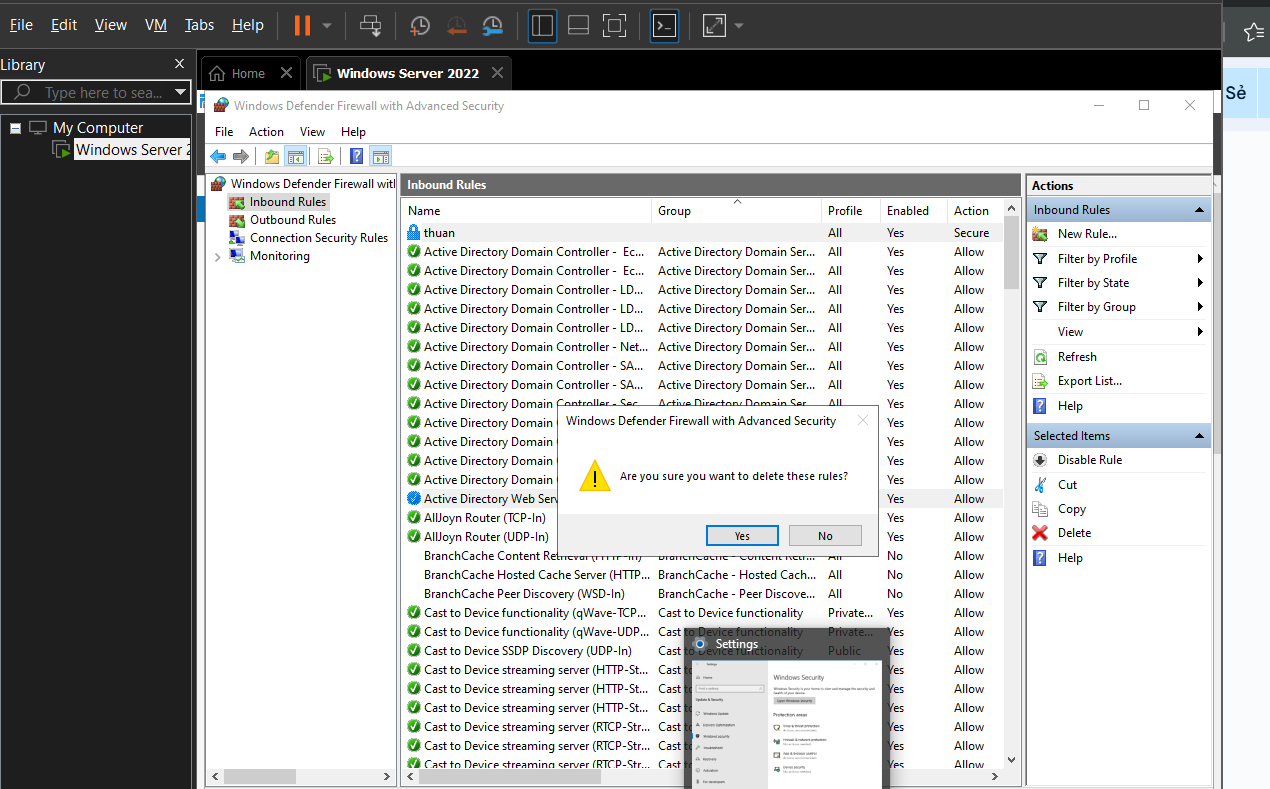 File Edit View VM Tabs Help
Library
Type here to sea...
My Computer
Windows Server 2
Home
Windows Server 2022
Sẻ
Windows Defender Firewall with Advanced Security
File Action View Help
Windows Defender Firewall with
Inbound Rules
Outbound Rules
Connection Security Rules
Monitoring
Inbound Rules
Name Group Profile Enabled Action
thuan All Yes Secure
Active Directory Domain Controller - Ec... Active Directory Domain Ser... All Yes Allow
Active Directory Domain Controller - Ec... Active Directory Domain Ser... All Yes Allow
Active Directory Domain Controller - LD... Active Directory Domain Ser... All Yes Allow
Active Directory Domain Controller - LD... Active Directory Domain Ser... All Yes Allow
Active Directory Domain Controller - LD... Active Directory Domain Ser... All Yes Allow
Active Directory Domain Controller - Net... Active Directory Domain Ser... All Yes Allow
Active Directory Domain Controller - SA... Active Directory Domain Ser... All Yes Allow
Active Directory Domain Controller - SA... Active Directory Domain Ser... All Yes Allow
Active Directory Domain Controller - Sec... Active Directory Domain Ser... All Yes Allow
Active Directory Domain Yes Allow
Active Directory Domain Yes Allow
Active Directory Domain Yes Allow
Active Directory Domain Yes Allow
Active Directory Web Serv Yes Allow
AllJoyn Router (TCP-In) Yes Allow
AllJoyn Router (UDP-In) Yes Allow
BranchCache Content Retrieval (HTTP-In) BranchCache - Content Retr... All No Allow
BranchCache Hosted Cache Server (HTTP... BranchCache - Hosted Cach... All No Allow
BranchCache Peer Discovery (WSD-In) BranchCache - Peer Discove... All No Allow
Cast to Device functionality (qWave-TCP... Cast to Device functionality Private... Yes Allow
Cast to Device functionality (qWave-UDP... Cast to Device functionality Private... Yes Allow
Cast to Device SSDP Discovery (UDP-In) Cast to Device functionality Public Yes Allow
Cast to Device streaming server (HTTP-Str... Yes Allow
Cast to Device streaming server (HTTP-Str... Yes Allow
Cast to Device streaming server (HTTP-Str... Yes Allow
Cast to Device streaming server (RTCP-Str... Yes Allow
Cast to Device streaming server (RTCP-Str... Yes Allow
Cast to Device streaming server (RTCP-Str... Yes Allow
Windows Defender Firewall with Advanced Security
Are you sure you want to delete these rules?
Yes No
Settings
Windows Security
Protection areas
Actions
Inbound Rules
New Rule...
Filter by Profile
Filter by State
Filter by Group
View
Refresh
Export List...
Help
Selected Items
Disable Rule
Cut
Copy
Delete
Help